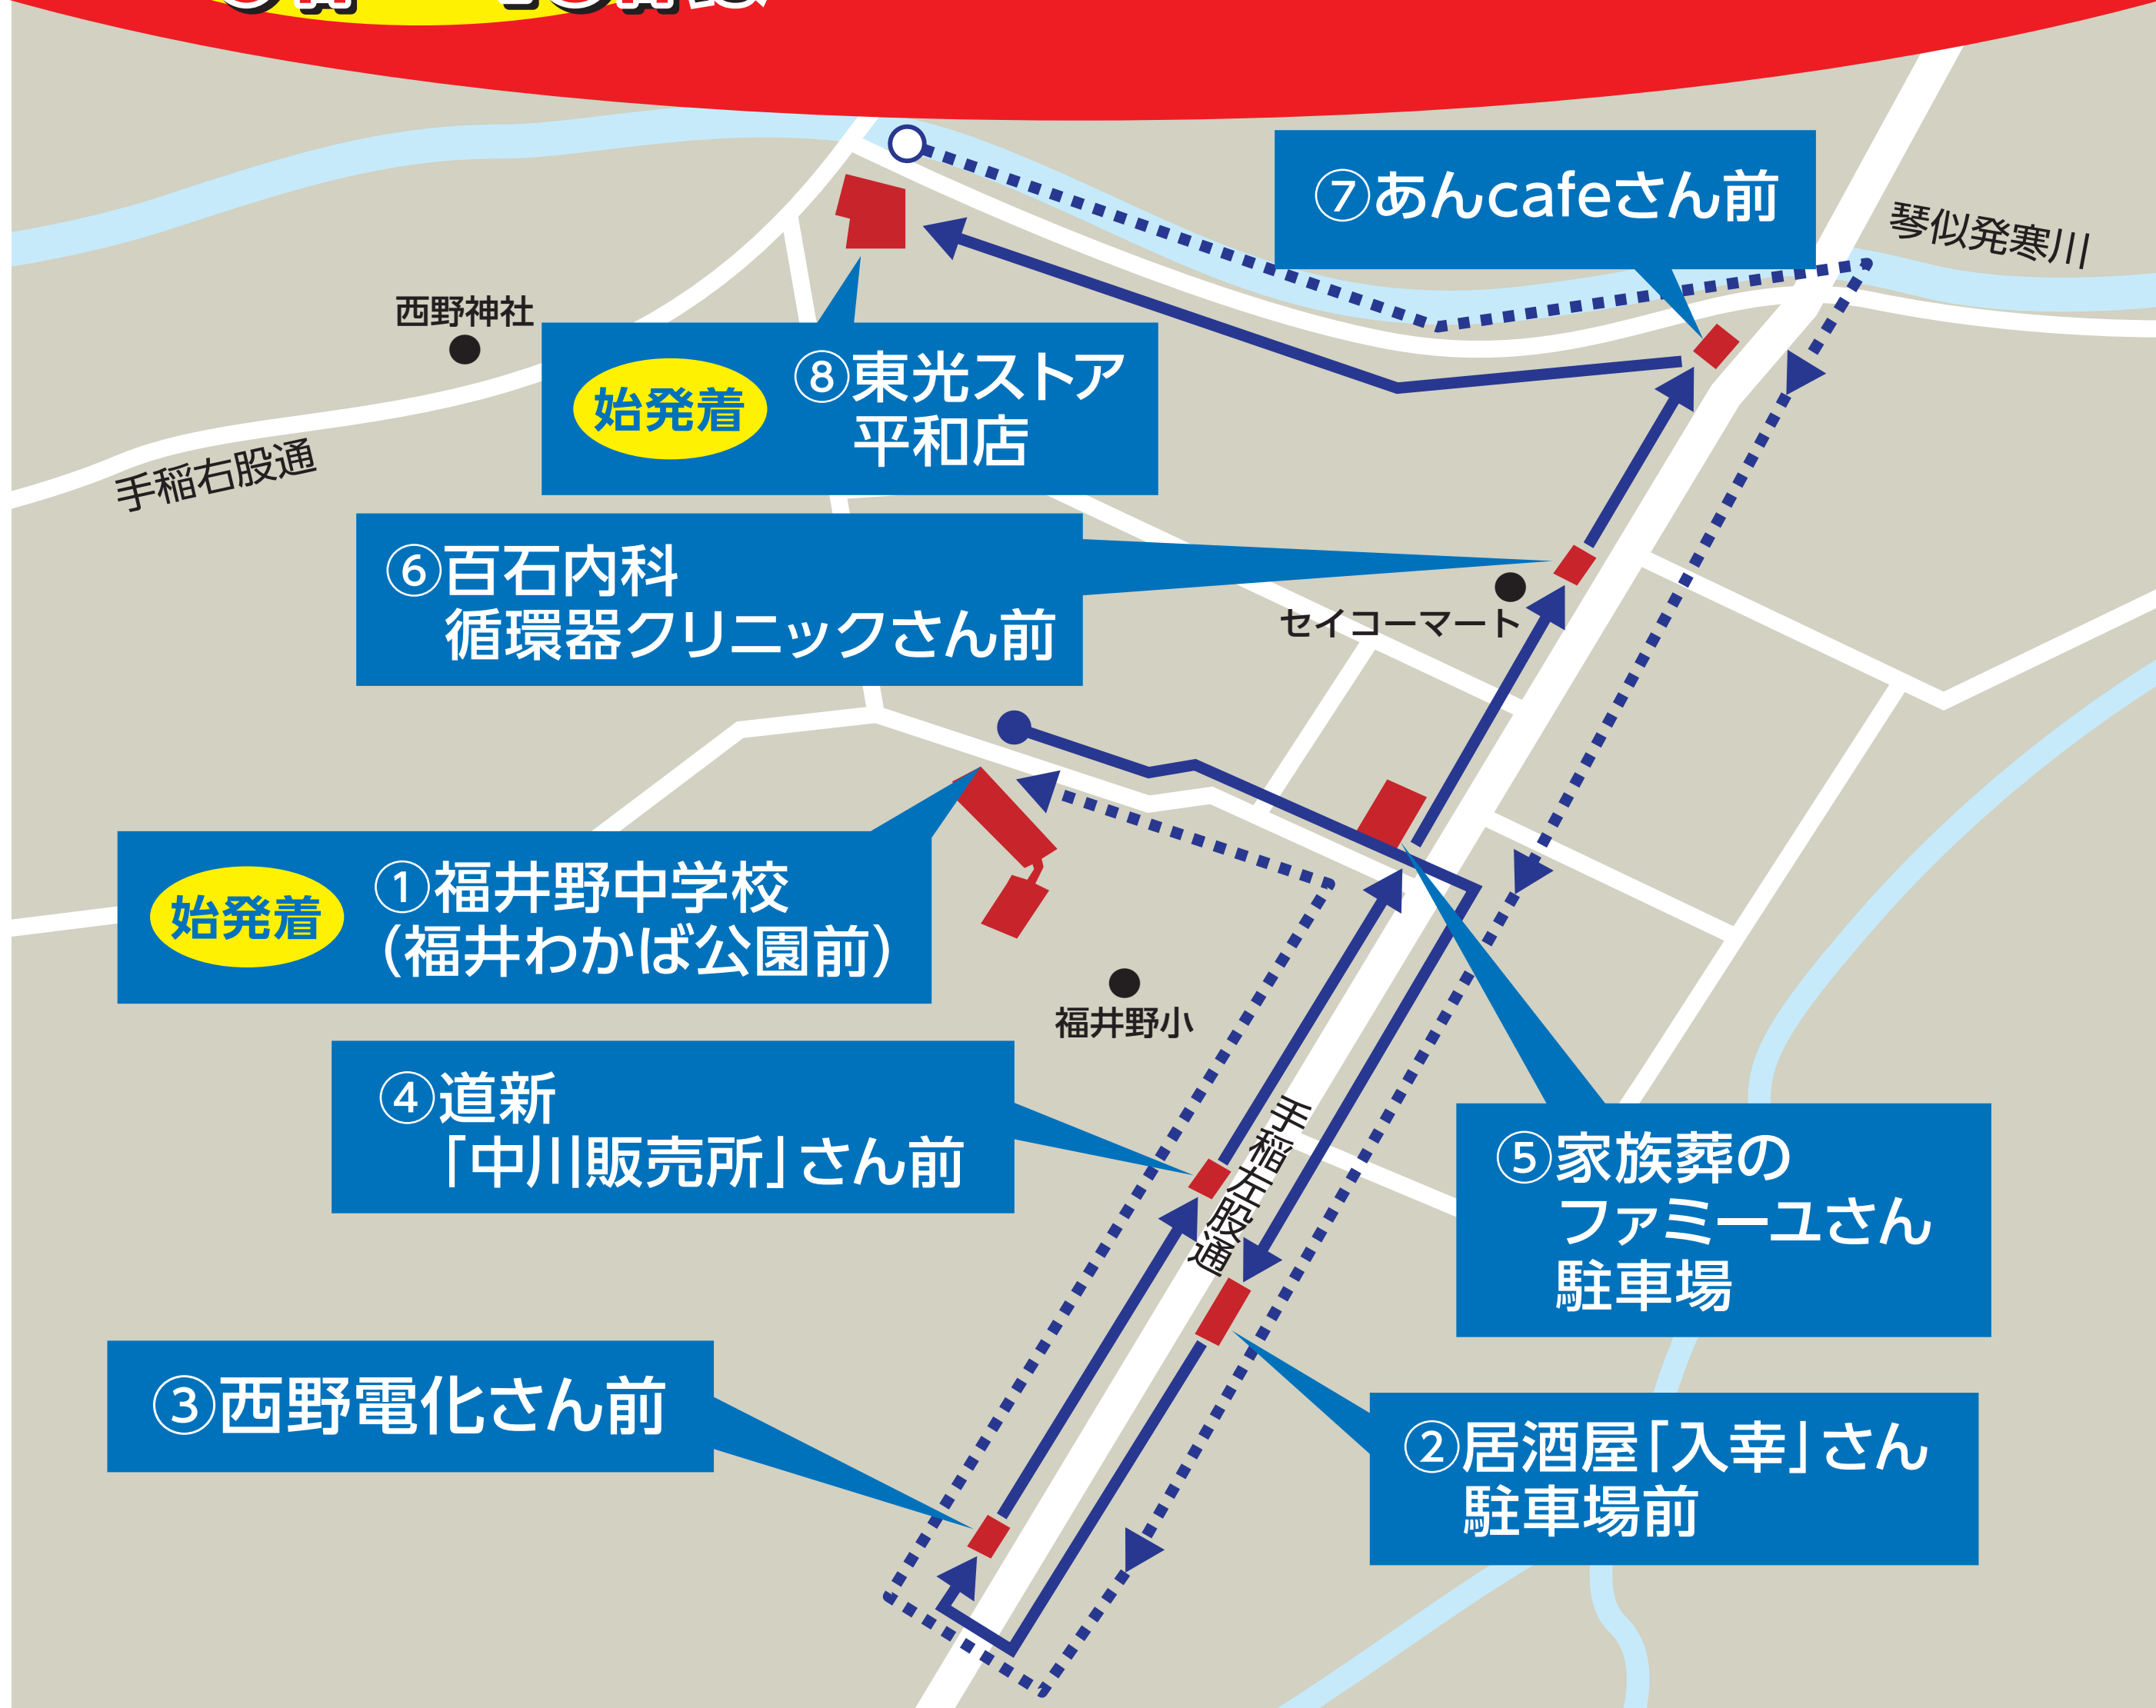 ⑦あんcafeさん前
琴似発寒川
西野神社
始発着
⑧東光ストア
平和店
手稲右股通
⑥百石内科
循環器クリニックさん前
セイコーマート
始発着
①福井野中学校
(福井わかば公園前)
福井野小
④道新
「中川販売所」さん前
手稲左股通
⑤家族葬の
ファミーユさん
駐車場
③西野電化さん前
②居酒屋「入幸」さん
駐車場前